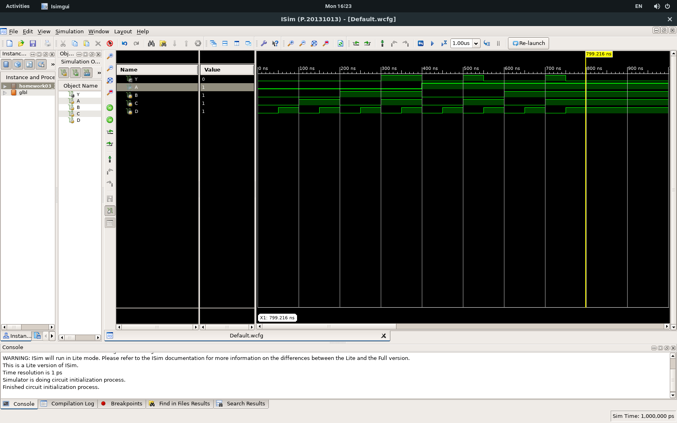 Activities
isimgui
Mon 16:23
EN
ISim (P.20131013) - [Default.wcfg]
File Edit View Simulation Window Layout Help
1.00us
Re-launch
Instanc...
Obj...
Simulation O...
Instance and Proce
Object Name
glbl
Y
A
B
C
D
Name
Value
Y 0
A 1
B 1
C 1
D 1
799.216 ns
0 ns
100 ns
200 ns
300 ns
400 ns
500 ns
600 ns
700 ns
800 ns
900 ns
X1: 799.216 ns
Instan...
Default.wcfg
Console
WARNING: ISim will run in Lite mode. Please refer to the ISim documentation for more information on the differences between the Lite and the Full version.
This is a Lite version of ISim.
Time resolution is 1 ps
Simulator is doing circuit initialization process.
Finished circuit initialization process.
Console
Compilation Log
Breakpoints
Find in Files Results
Search Results
Sim Time: 1,000,000 ps